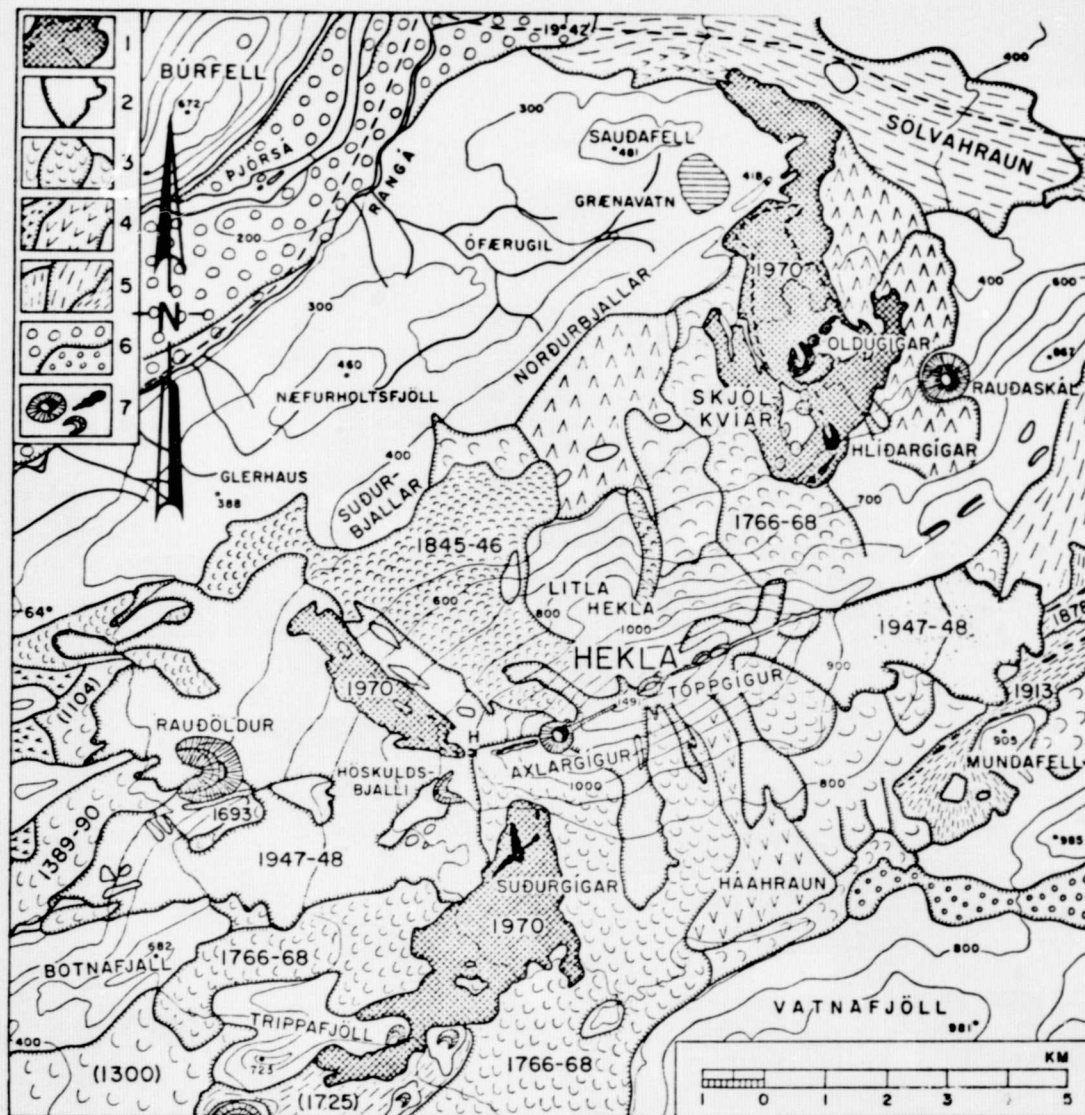 1
2
3
4
5
6
7
BÚRFELL
672
ÞJÓRSÁ
RANGÁ
200
300
19°42'
300
SAUÐAFELL
481
GRÆNAVATN
418
ÓFÆRUGIL
SÖLVAHRAUN
400
400
600
867
N
NORÐURBJALLAR
1970
ÖLDUGÍGAR
RAUÐASKÁL
SKJÓL
KVÍAR
HLÍÐARGÍGAR
700
460
NÆFURHOLTSFJÖLL
GLERHAUS
388
400
SUÐUR-
BJALLAR
1845-46
1766-68
LITLA
HEKLA
600
800
1000
64°
HEKLA
1947-48
900
1913
TOPPGÍGUR
1491
(1104)
1970
RAUÐÖLDUR
H
AXLARGÍGUR
1000
905
MUNDAFELL
HÖSKULDS-
BJALLI
800
985
1693
1389-90
1947-48
SUÐURGÍGAR
HÁAHRAUN
1970
682
BOTNAFJALL
1766-68
TRIPPAFJÖLL
723
400
(1300)
(1725)
1766-68
800
VATNAFJÖLL
981
KM
1 0 1 2 3 5